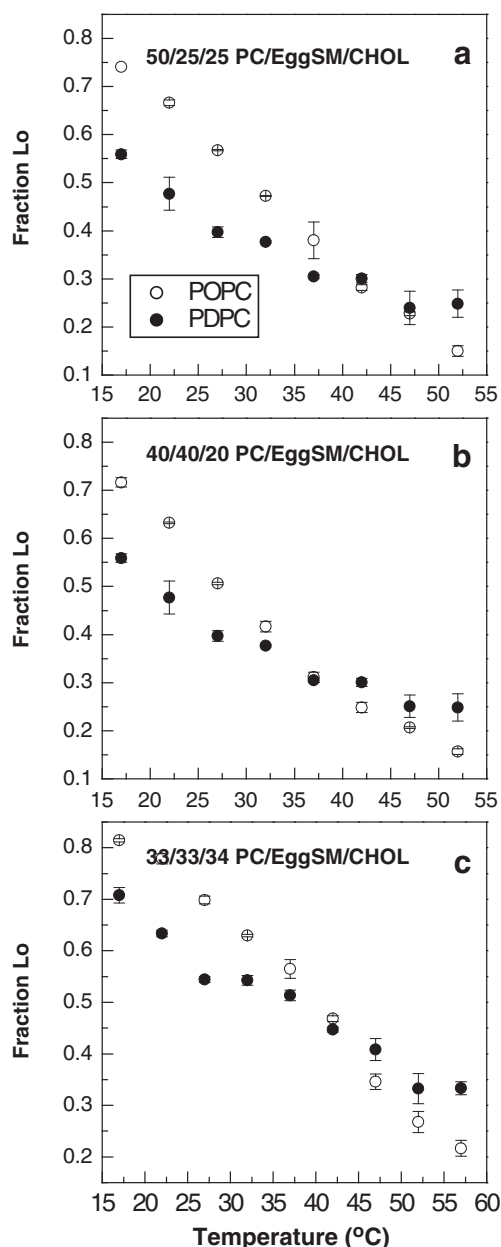 0.8
50/25/25 PC/EggSM/CHOL
a
0.7
0.6
0.5
0.4
0.3
0.2
0.1
Fraction Lo
POPC
PDPC
15 20 25 30 35 40 45 50 55
0.8
40/40/20 PC/EggSM/CHOL
b
0.7
0.6
0.5
0.4
0.3
0.2
0.1
Fraction Lo
15 20 25 30 35 40 45 50 55
0.8
33/33/34 PC/EggSM/CHOL
c
0.7
0.6
0.5
0.4
0.3
0.2
Fraction Lo
15 20 25 30 35 40 45 50 55 60
Temperature (ºC)